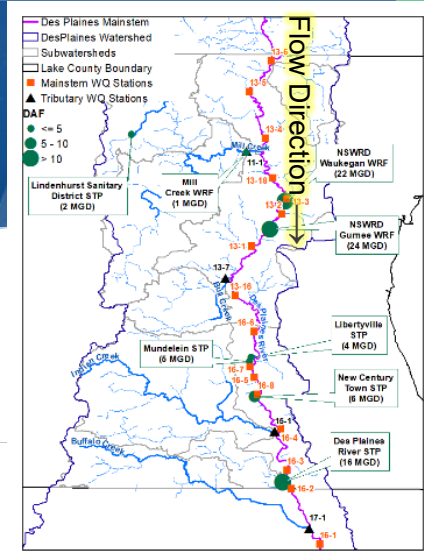 Des Plaines Mainstem
DesPlaines Watershed
Subwatersheds
Lake County Boundary
Mainstem WQ Stations
Tributary WQ Stations
DAF
<= 5
5 - 10
> 10
Flow Direction
13-6
13-5
13-4
Mill Creek
11-1
13-18
NSWRD
Waukegan WRF
(22 MGD)
Lindenhurst Sanitary
District STP
(2 MGD)
Mill
Creek WRF
(1 MGD)
13-3
13-2
NSWRD
Gurnee WRF
(24 MGD)
13-1
13-7
Bull Creek
13-16
Des Plaines River
16-6
Libertyville
STP
(4 MGD)
Mundelein STP
(6 MGD)
Indian Creek
16-7
16-5
16-8
New Century
Town STP
(6 MGD)
16-1
16-4
Buffalo Creek
Des Plaines
River STP
(16 MGD)
16-3
16-2
17-1
16-1